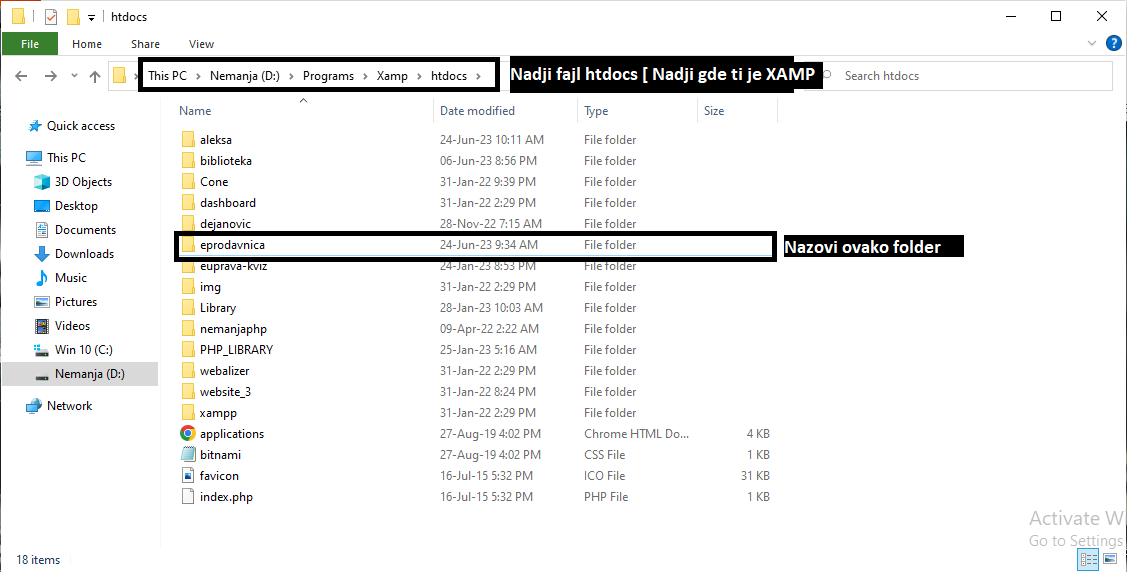 htdocs
File Home Share View
This PC Nemanja (D:) Programs Xamp htdocs
Nadji fajl htdocs [ Nadji gde ti je XAMP
Search htdocs
Name Date modified Type Size
Quick access
This PC
3D Objects
Desktop
Documents
Downloads
Music
Pictures
Videos
Win 10 (C:)
Nemanja (D:)
Network
aleksa 24-Jun-23 10:11 AM File folder
biblioteka 06-Jun-23 8:56 PM File folder
Cone 31-Jan-22 9:39 PM File folder
dashboard 31-Jan-22 2:29 PM File folder
dejanovic 28-Nov-22 7:15 AM File folder
eprodavnica 24-Jun-23 9:34 AM File folder
Nazovi ovako folder
euprava-kviz 24-Jan-23 8:53 PM File folder
img 31-Jan-22 2:29 PM File folder
Library 28-Jan-23 10:03 AM File folder
nemanjaphp 09-Apr-22 2:22 AM File folder
PHP_LIBRARY 25-Jan-23 5:16 AM File folder
webalizer 31-Jan-22 2:29 PM File folder
website_3 31-Jan-22 8:24 PM File folder
xampp 31-Jan-22 2:29 PM File folder
applications 27-Aug-19 4:02 PM Chrome HTML Do... 4 KB
bitnami 27-Aug-19 4:02 PM CSS File 1 KB
favicon 16-Jul-15 5:32 PM ICO File 31 KB
index.php 16-Jul-15 5:32 PM PHP File 1 KB
Activate W
Go to Settings
18 items